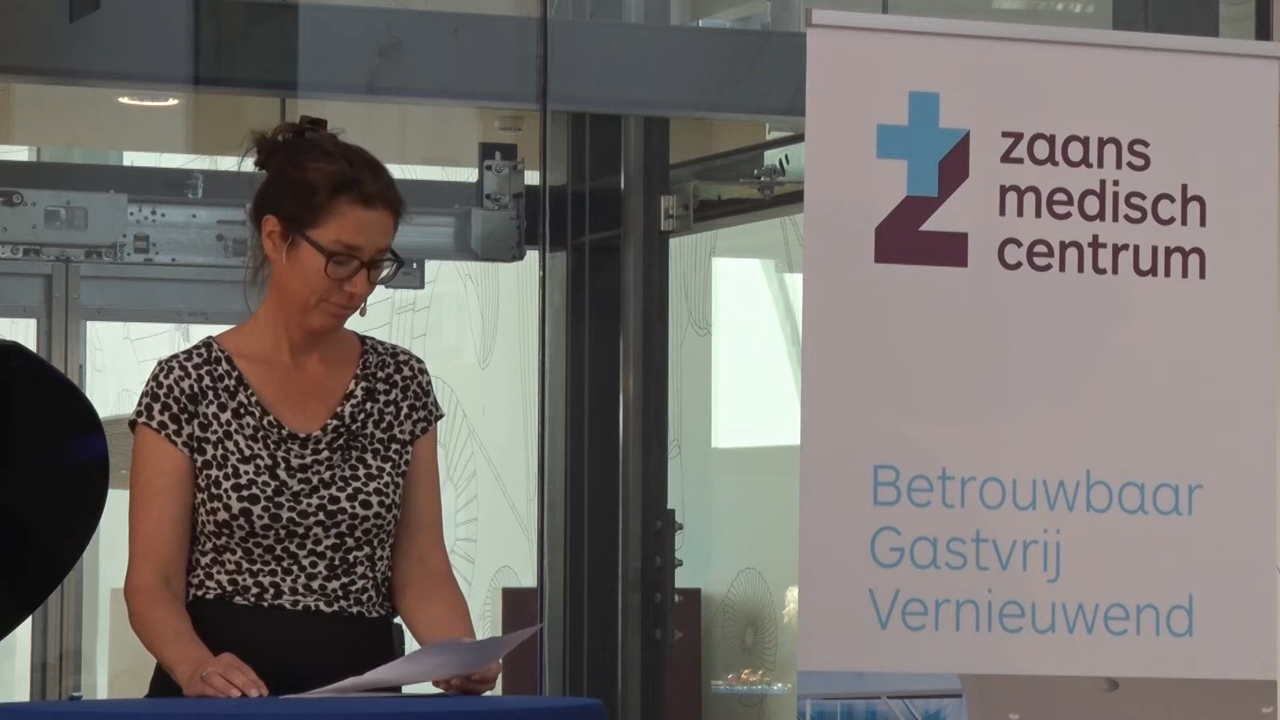 zaans
medisch
centrum
Betrouwbaar
Gastvrij
Vernieuwend